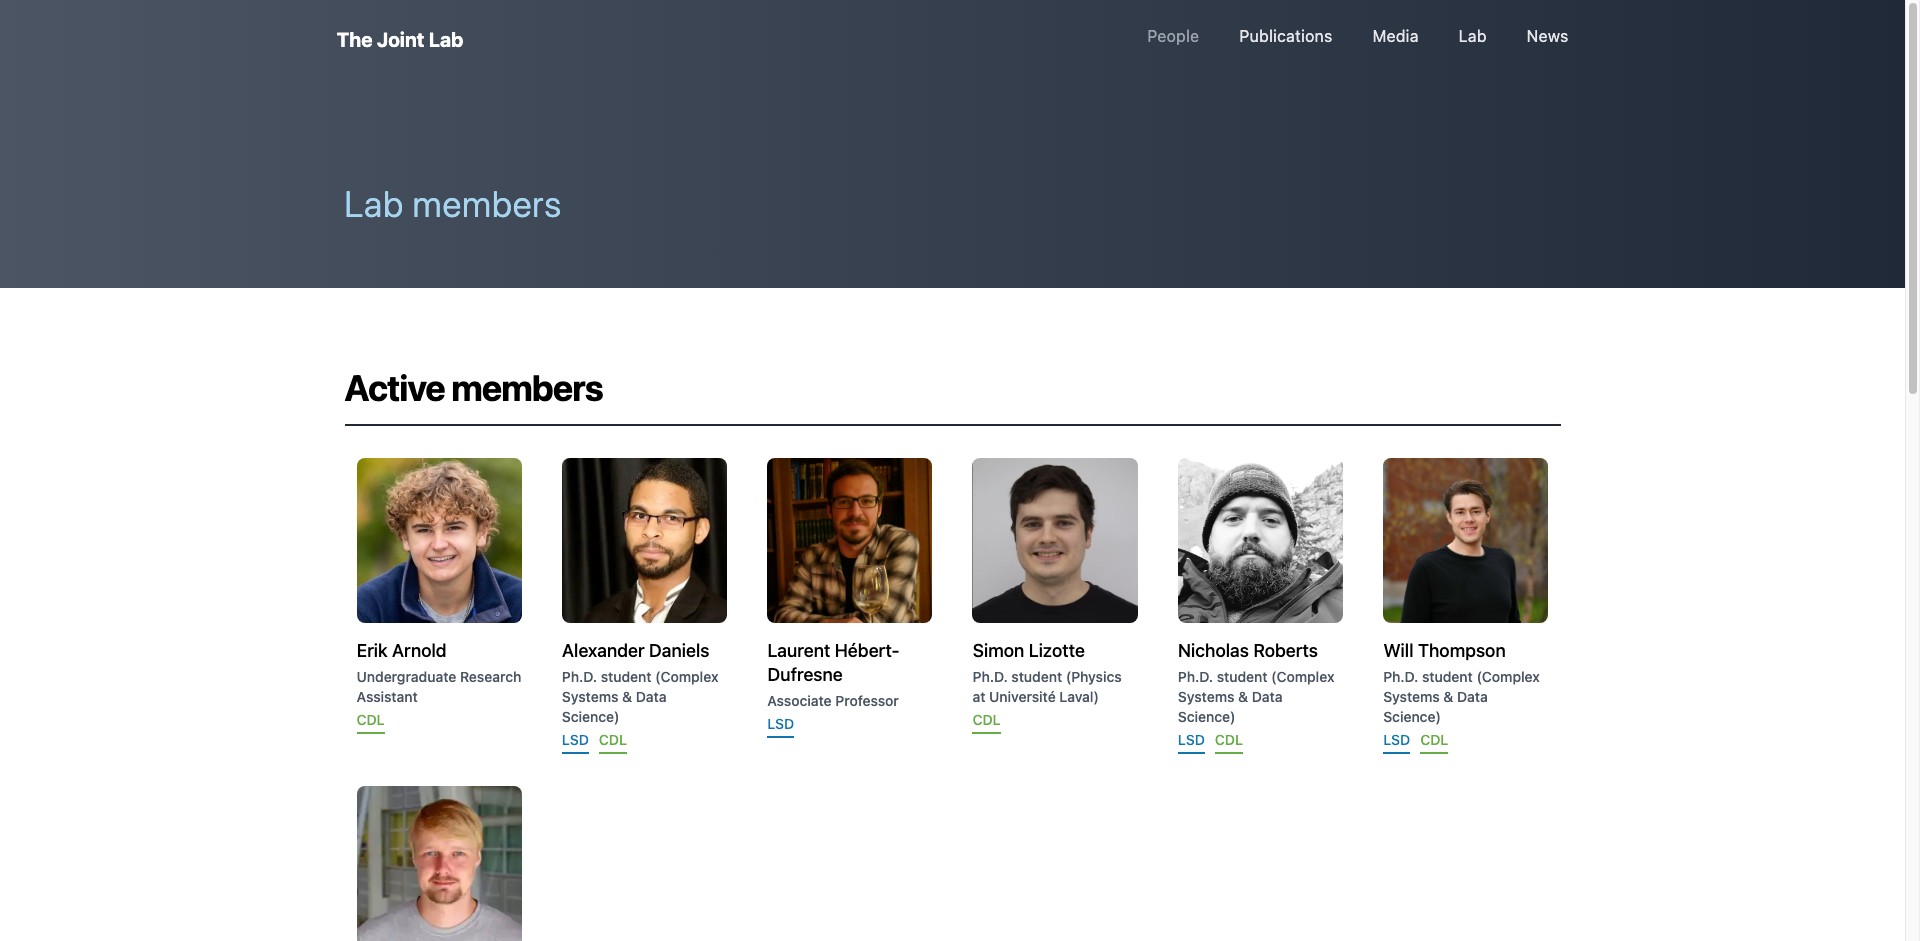 The Joint Lab
People Publications Media Lab News
Lab members
Active members
Erik Arnold
Undergraduate Research
Assistant
CDL
Alexander Daniels
Ph.D. student (Complex
Systems & Data
Science)
LSD CDL
Laurent Hébert-
Dufresne
Associate Professor
LSD
Simon Lizotte
Ph.D. student (Physics
at Université Laval)
CDL
Nicholas Roberts
Ph.D. student (Complex
Systems & Data
Science)
LSD CDL
Will Thompson
Ph.D. student (Complex
Systems & Data
Science)
LSD CDL